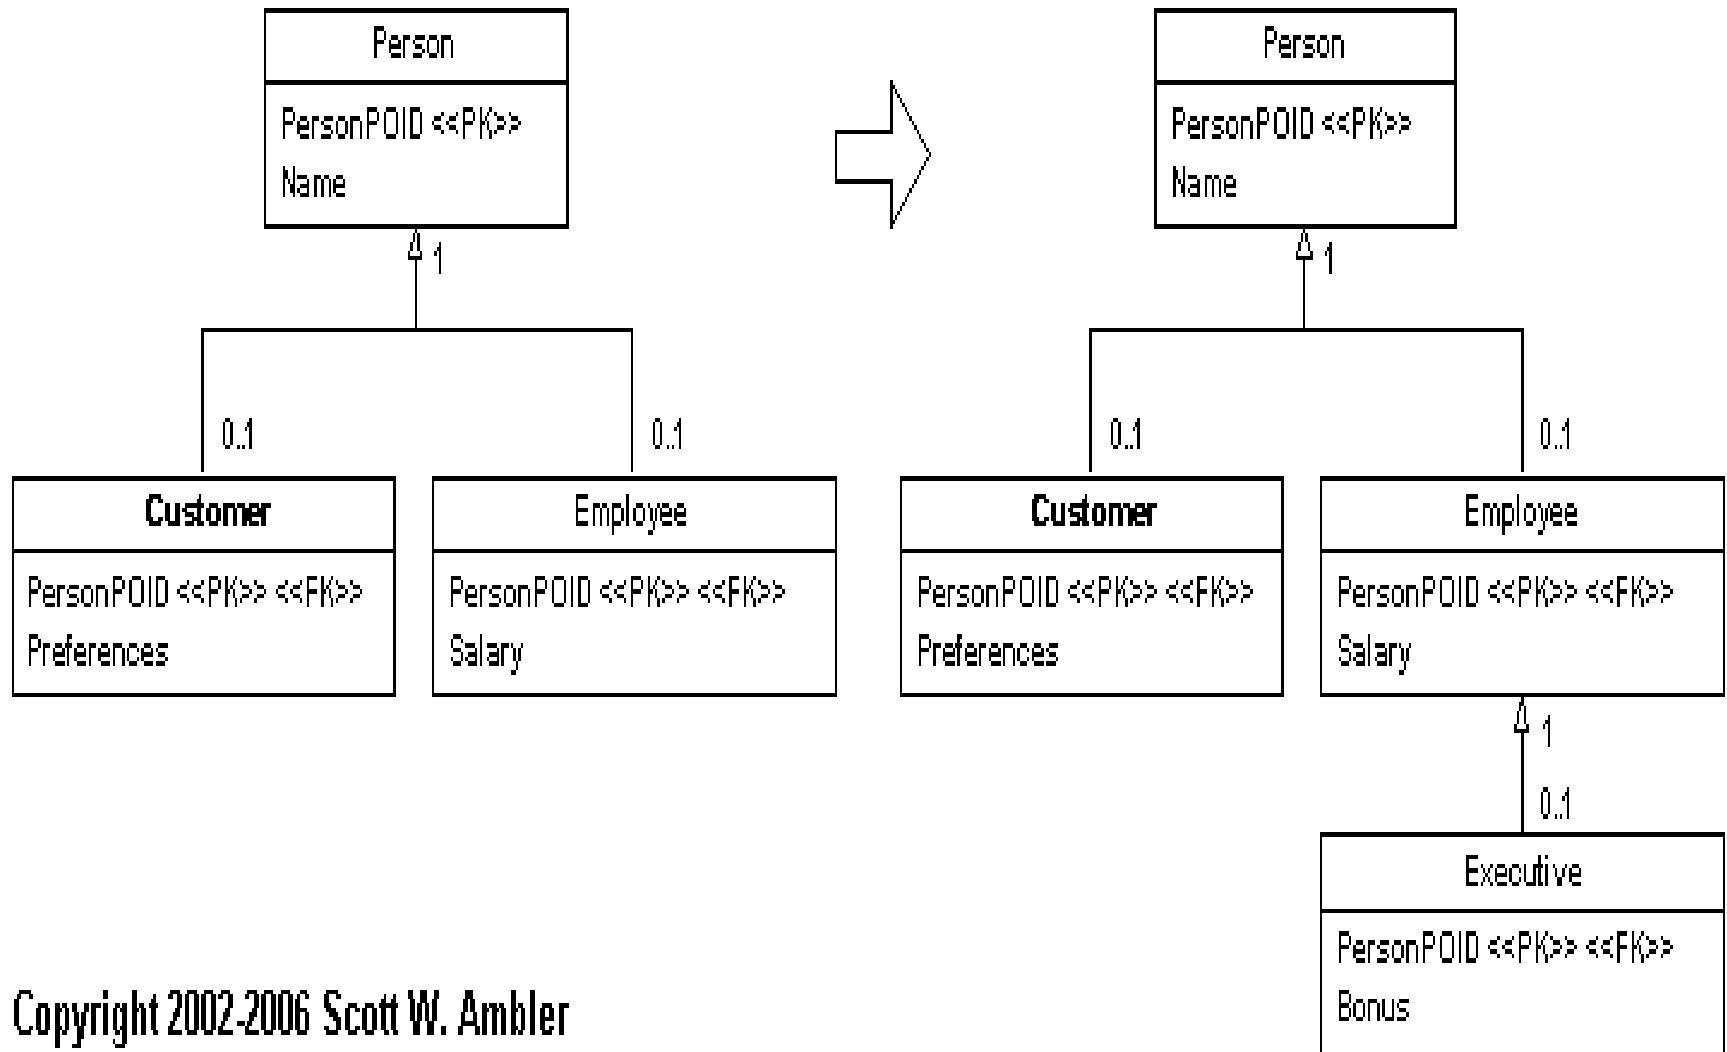 Person
PersonPOID <<PK>>
Name
1
0..1
0..1
Customer
PersonPOID <<PK>> <<FK>>
Preferences
Employee
PersonPOID <<PK>> <<FK>>
Salary
Person
PersonPOID <<PK>>
Name
1
0..1
0..1
Customer
PersonPOID <<PK>> <<FK>>
Preferences
Employee
PersonPOID <<PK>> <<FK>>
Salary
1
0..1
Executive
PersonPOID <<PK>> <<FK>>
Bonus
Copyright 2002-2006 Scott W. Ambler